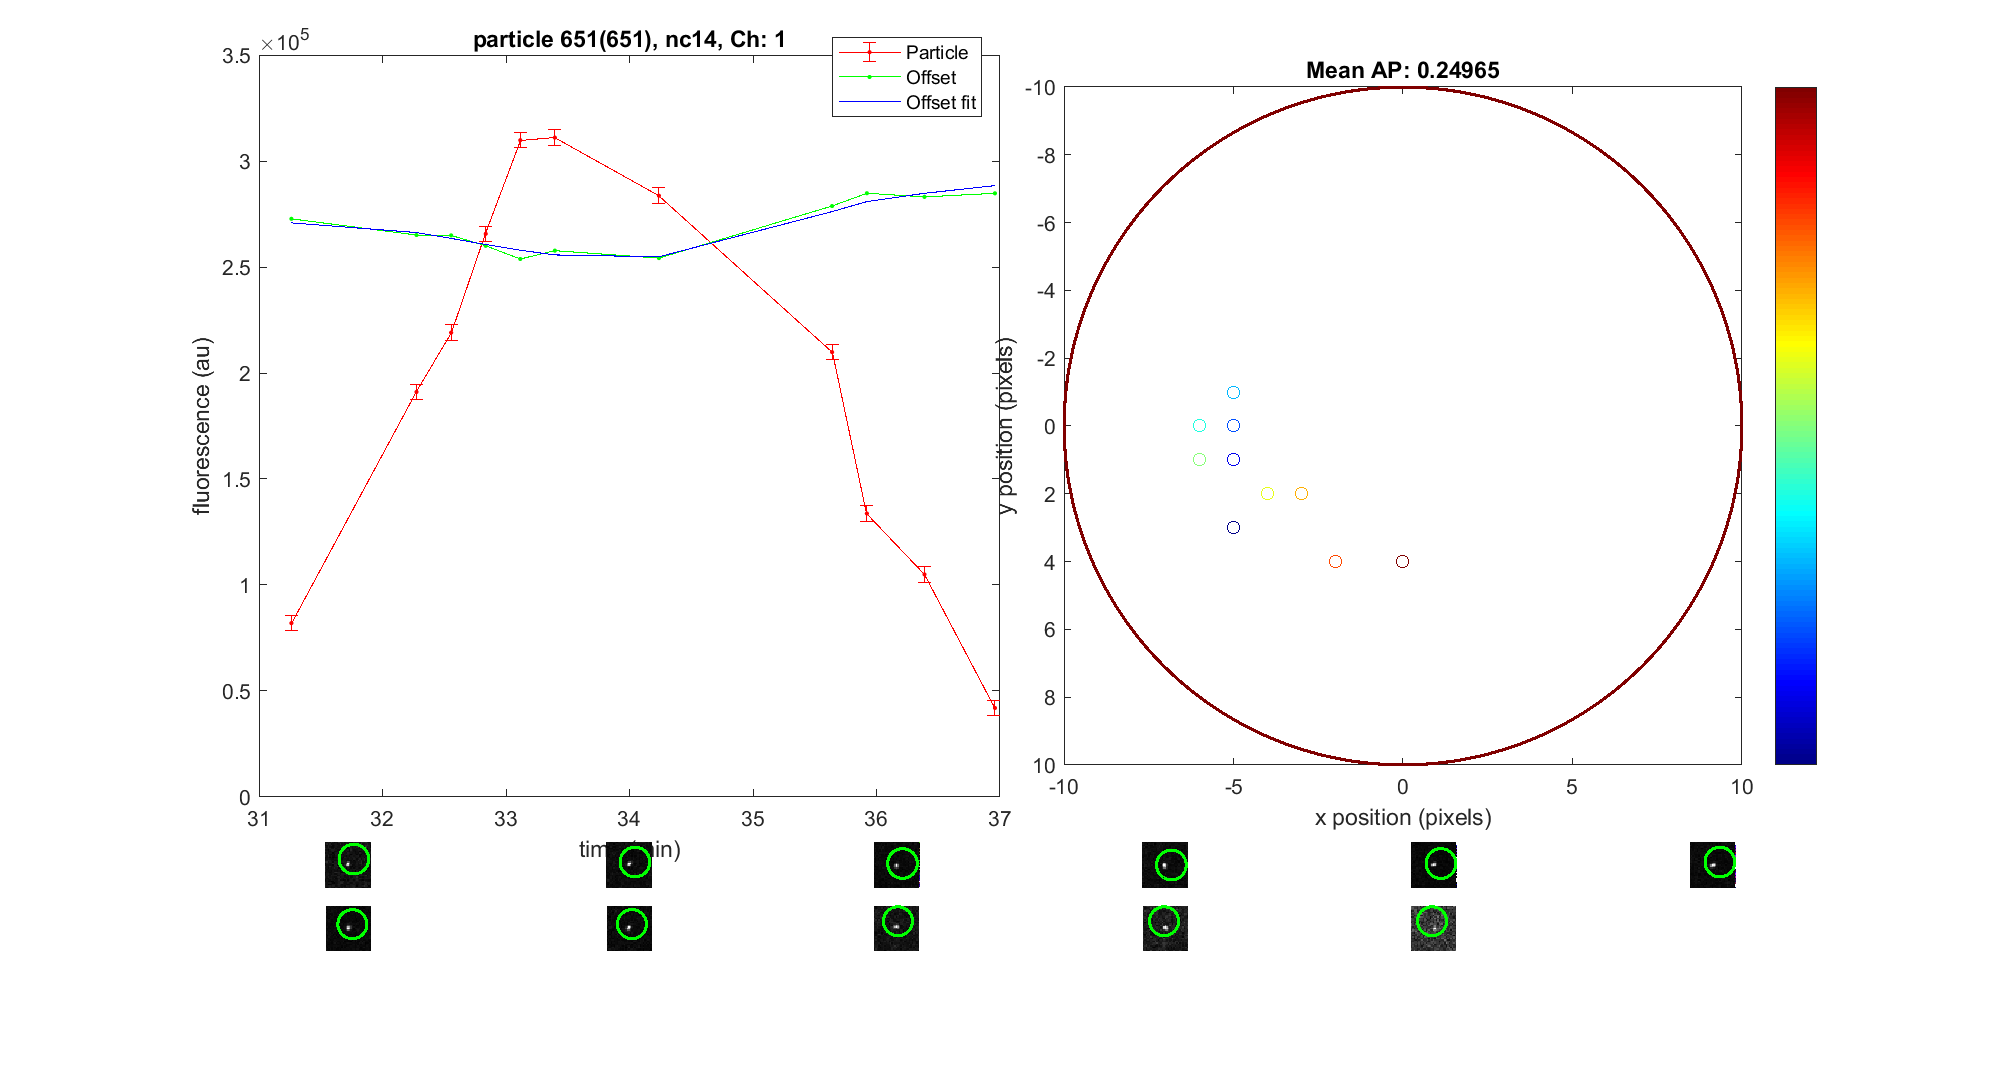 particle 651(651), nc14, Ch: 1
×10^5
Particle
Offset
Offset fit
3.5
3
2.5
2
1.5
1
0.5
0
fluorescence (au)
31 32 33 34 35 36 37
Mean AP: 0.24965
-10
-8
-6
-4
-2
0
2
4
6
8
10
y position (pixels)
-10 -5 0 5 10
x position (pixels)